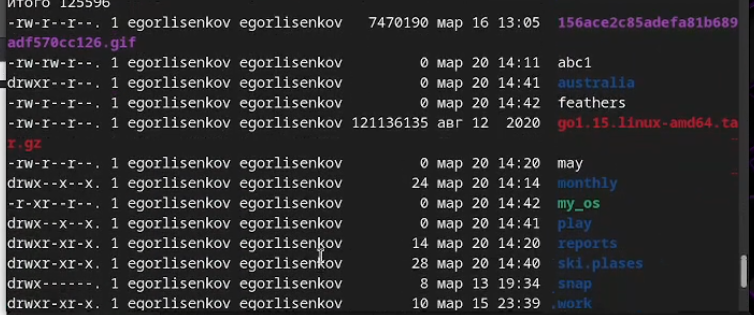 итого 125596
-rw-r--r--. 1 egorlisenkov egorlisenkov 7470190 мар 16 13:05 156ace2c85adefa81b689
adf570cc126.gif
-rw-rw-r--. 1 egorlisenkov egorlisenkov 0 мар 20 14:11 abc1
drwxr--r--. 1 egorlisenkov egorlisenkov 0 мар 20 14:41 australia
-rw-r--r--. 1 egorlisenkov egorlisenkov 0 мар 20 14:42 feathers
-rw-r--r--. 1 egorlisenkov egorlisenkov 121136135 авг 12 2020 go1.15.linux-amd64.ta
r.gz
-rw-r--r--. 1 egorlisenkov egorlisenkov 0 мар 20 14:20 may
drwx--x--x. 1 egorlisenkov egorlisenkov 24 мар 20 14:14 monthly
-r-xr--r--. 1 egorlisenkov egorlisenkov 0 мар 20 14:42 my_os
drwx--x--x. 1 egorlisenkov egorlisenkov 0 мар 20 14:41 play
drwxr-xr-x. 1 egorlisenkov egorlisenkov 14 мар 20 14:20 reports
drwxr-xr-x. 1 egorlisenkov egorlisenkov 28 мар 20 14:40 ski.plases
drwx------. 1 egorlisenkov egorlisenkov 8 мар 13 19:34 snap
drwxr-xr-x. 1 egorlisenkov egorlisenkov 10 мар 15 23:39 work